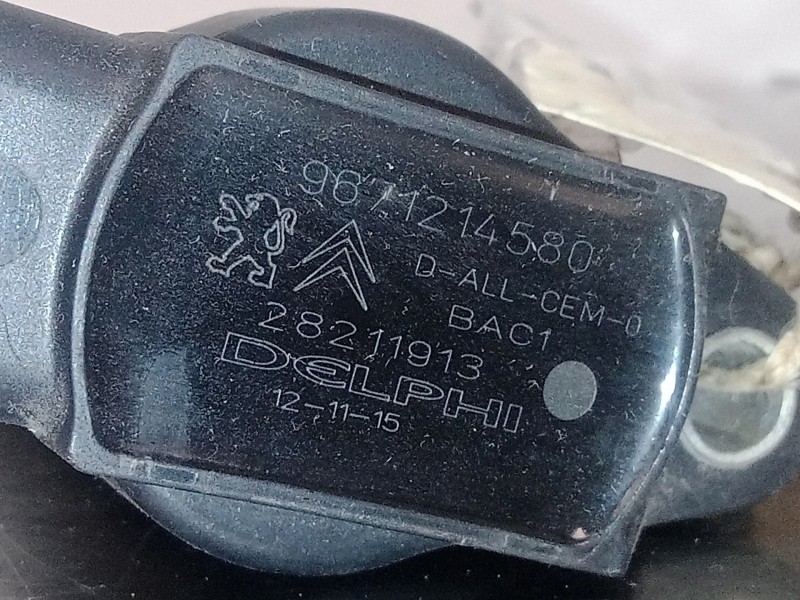 9671214580
D-ALL-CEM-0
BAC1
28211913
DELPHI
12-11-15